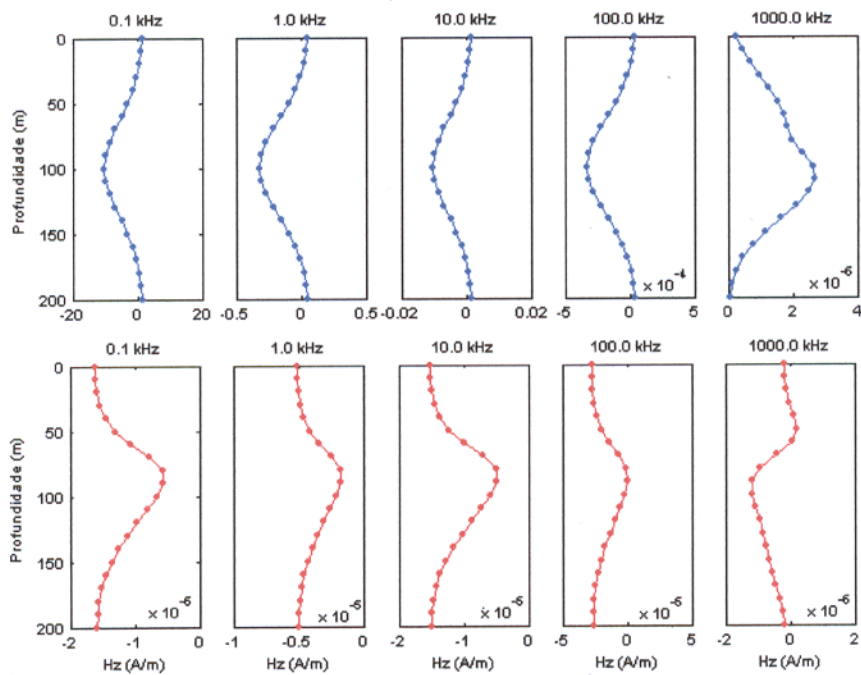 0.1 kHz 1.0 kHz 10.0 kHz 100.0 kHz 1000.0 kHz
Profundidade (m)
0
50
100
150
200
× 10⁻⁴ × 10⁻⁶
-20 0 20 -0.5 0 0.5 -0.02 0 0.02 -5 0 5 0 2 4
0.1 kHz 1.0 kHz 10.0 kHz 100.0 kHz 1000.0 kHz
Profundidade (m)
0
50
100
150
200
× 10⁻⁶ × 10⁻⁶ × 10⁻⁶ × 10⁻⁶ × 10⁻⁶
-2 -1 0 -1 -0.5 0 -2 -1 0 -5 0 5 -2 0 2
Hz (A/m) Hz (A/m) Hz (A/m) Hz (A/m) Hz (A/m)